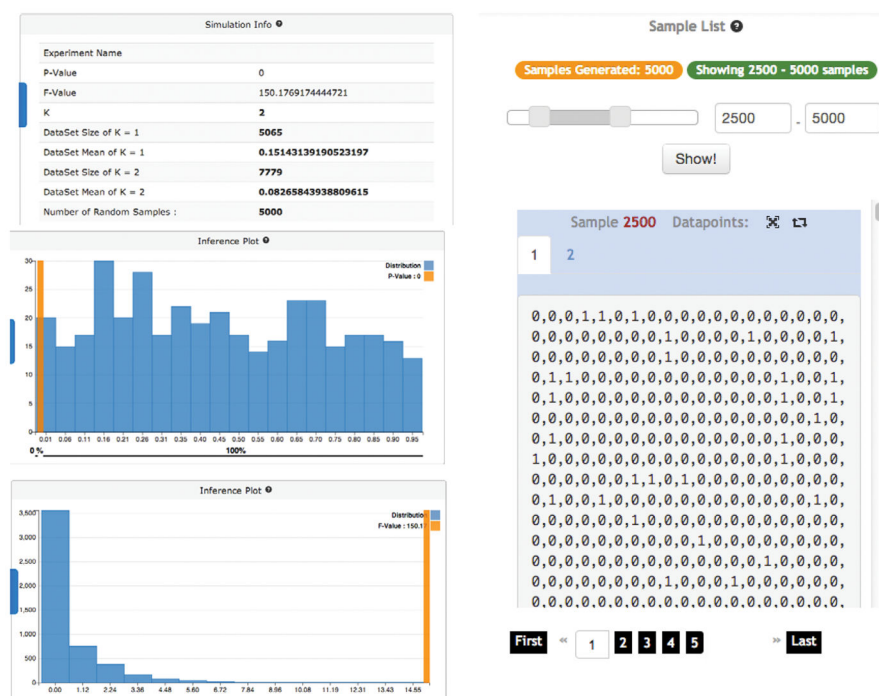 Simulation Info
Experiment Name
P-Value 0
F-Value 150.1769174444721
K 2
DataSet Size of K = 1 5065
DataSet Mean of K = 1 0.15143139190523197
DataSet Size of K = 2 7779
DataSet Mean of K = 2 0.08265843938809615
Number of Random Samples : 5000
Inference Plot
Distribution
P-Value : 0
30
25
20
15
10
5
0
0.01 0.06 0.11 0.16 0.21 0.26 0.31 0.35 0.40 0.45 0.50 0.55 0.60 0.65 0.70 0.75 0.80 0.85 0.90 0.95
0 % 100%
Inference Plot
Distribution
F-Value : 150.17
3,500
3,000
2,500
2,000
1,500
1,000
500
0
0.00 1.12 2.24 3.36 4.48 5.60 6.72 7.84 8.96 10.08 11.19 12.31 13.43 14.55
Sample List
Samples Generated: 5000 Showing 2500 - 5000 samples
2500 - 5000
Show!
Sample 2500 Datapoints:
1 2
0,0,0,1,1,0,1,0,0,0,0,0,0,0,0,0,0,0,0,
0,0,0,0,0,0,0,0,1,0,0,0,0,1,0,0,0,0,1,
0,0,0,0,0,0,0,0,1,0,0,0,0,0,0,0,0,0,0,
0,1,1,0,0,0,0,0,0,0,0,0,0,0,0,1,0,0,1,
0,1,0,0,0,0,0,0,0,0,0,0,0,0,0,1,0,0,1,
0,0,0,0,0,0,0,0,0,0,0,0,0,0,0,0,0,1,0,
0,1,0,0,0,0,0,0,0,0,0,0,0,0,0,1,0,0,0,
1,0,0,0,0,0,0,0,0,0,0,0,0,0,0,1,0,0,0,
0,0,0,0,0,0,1,1,0,1,0,0,0,0,0,0,0,0,0,
0,1,0,0,1,0,0,0,0,0,0,0,0,0,0,0,0,1,0,
0,0,0,0,0,0,1,0,0,0,0,0,0,0,0,0,0,0,0,
0,0,0,0,0,0,0,0,0,0,1,0,0,0,0,0,0,0,0,
0,0,0,0,0,0,0,0,0,0,0,0,0,0,1,0,0,0,0,
0,0,0,0,0,0,0,0,1,0,0,0,1,0,0,0,0,0,0,
0,0,0,0,0,0,0,0,0,0,0,0,0,0,0,0,0,0,0,
First « 1 2 3 4 5 » Last